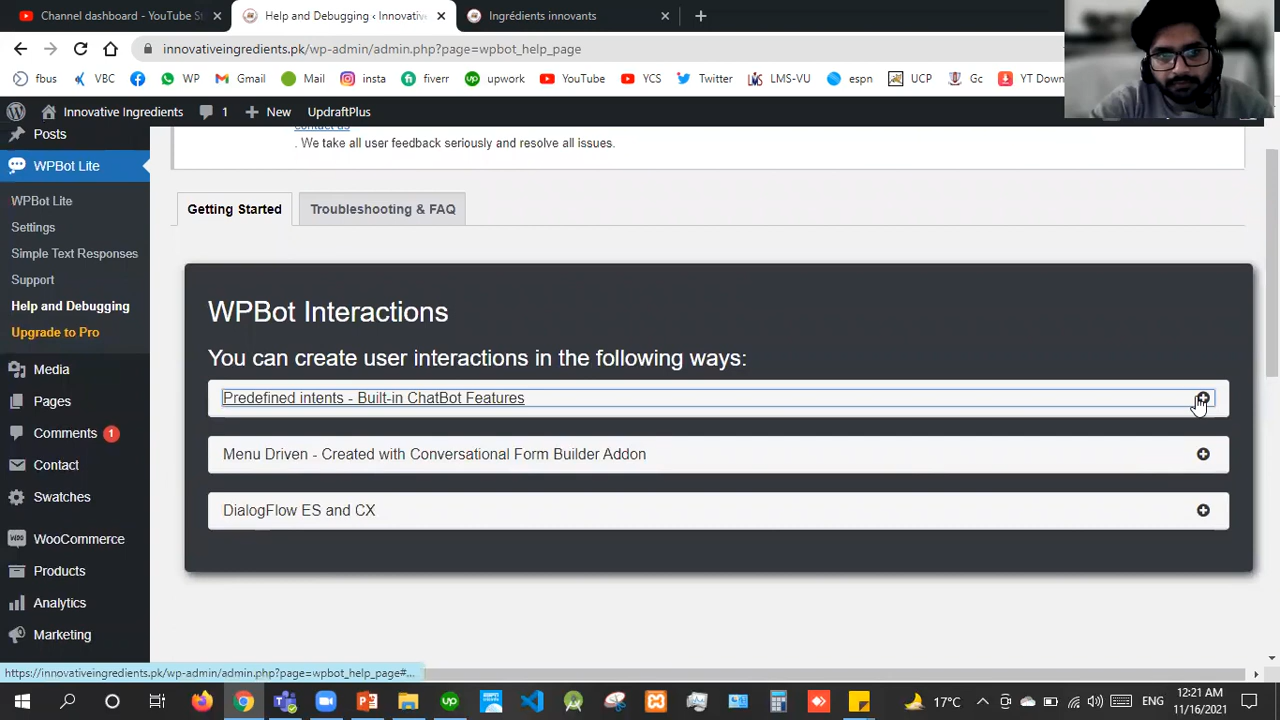 Channel dashboard - YouTube St
Help and Debugging ‹ Innovative
Ingrédients innovants
innovativeingredients.pk/wp-admin/admin.php?page=wpbot_help_page
fbus
VBC
WP
Gmail
Mail
insta
fiverr
upwork
YouTube
YCS
Twitter
LMS-VU
espn
UCP
Gc
YT Down
Innovative Ingredients
1
New
UpdraftPlus
Posts
WPBot Lite
WPBot Lite
Settings
Simple Text Responses
Support
Help and Debugging
Upgrade to Pro
Media
Pages
Comments 1
Contact
Swatches
WooCommerce
Products
Analytics
Marketing
contact us
. We take all user feedback seriously and resolve all issues.
Getting Started
Troubleshooting & FAQ
WPBot Interactions
You can create user interactions in the following ways:
Predefined intents - Built-in ChatBot Features
Menu Driven - Created with Conversational Form Builder Addon
DialogFlow ES and CX
https://innovativeingredients.pk/wp-admin/admin.php?page=wpbot_help_page#...
17°C
ENG
12:21 AM
11/16/2021